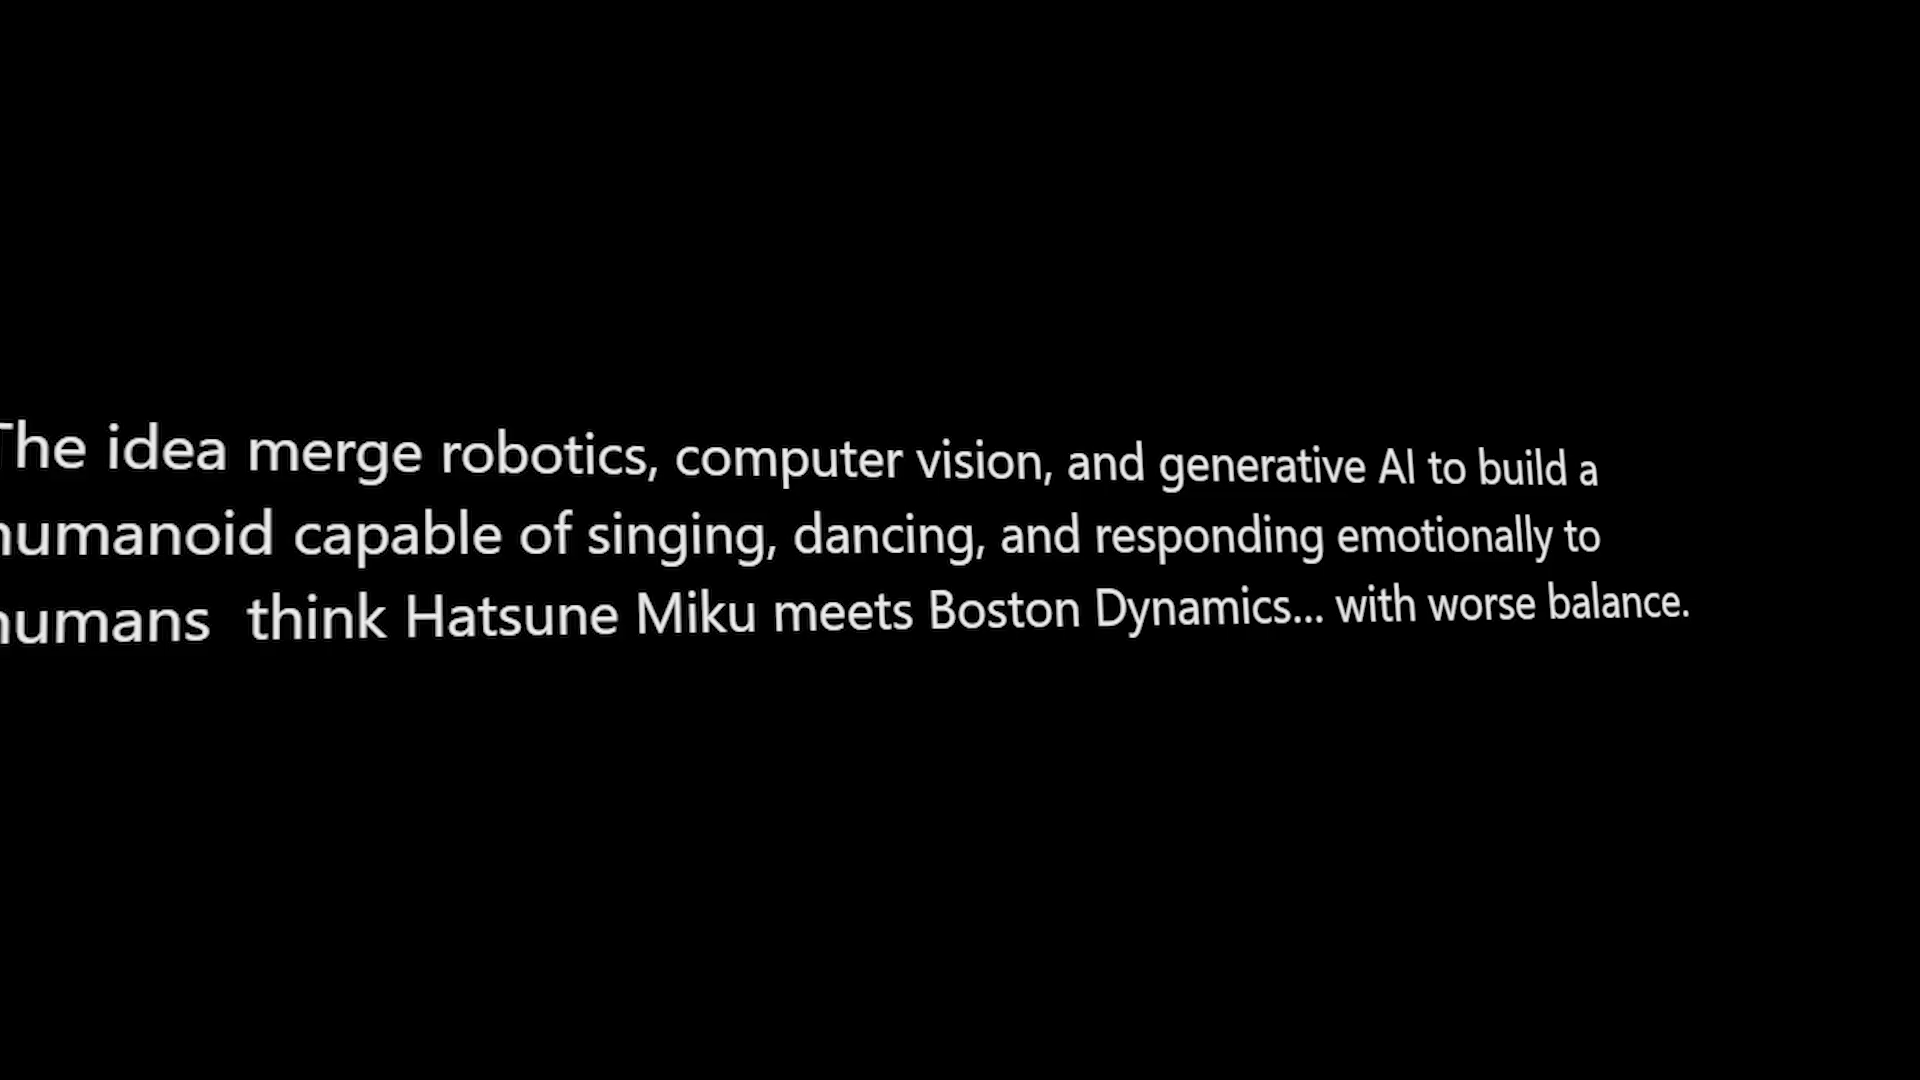 The idea merge robotics, computer vision, and generative AI to build a
humanoid capable of singing, dancing, and responding emotionally to
humans think Hatsune Miku meets Boston Dynamics... with worse balance.